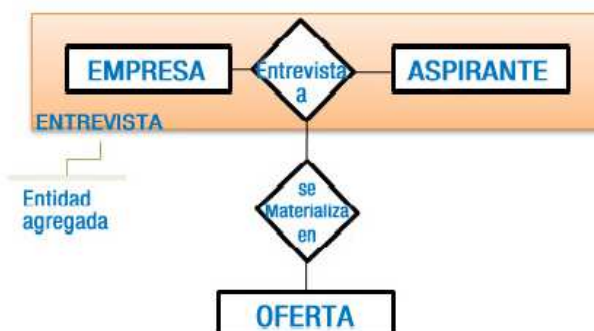 EMPRESA
Entrevista
a
ASPIRANTE
ENTREVISTA
Entidad
agregada
se
Materializa
en
OFERTA